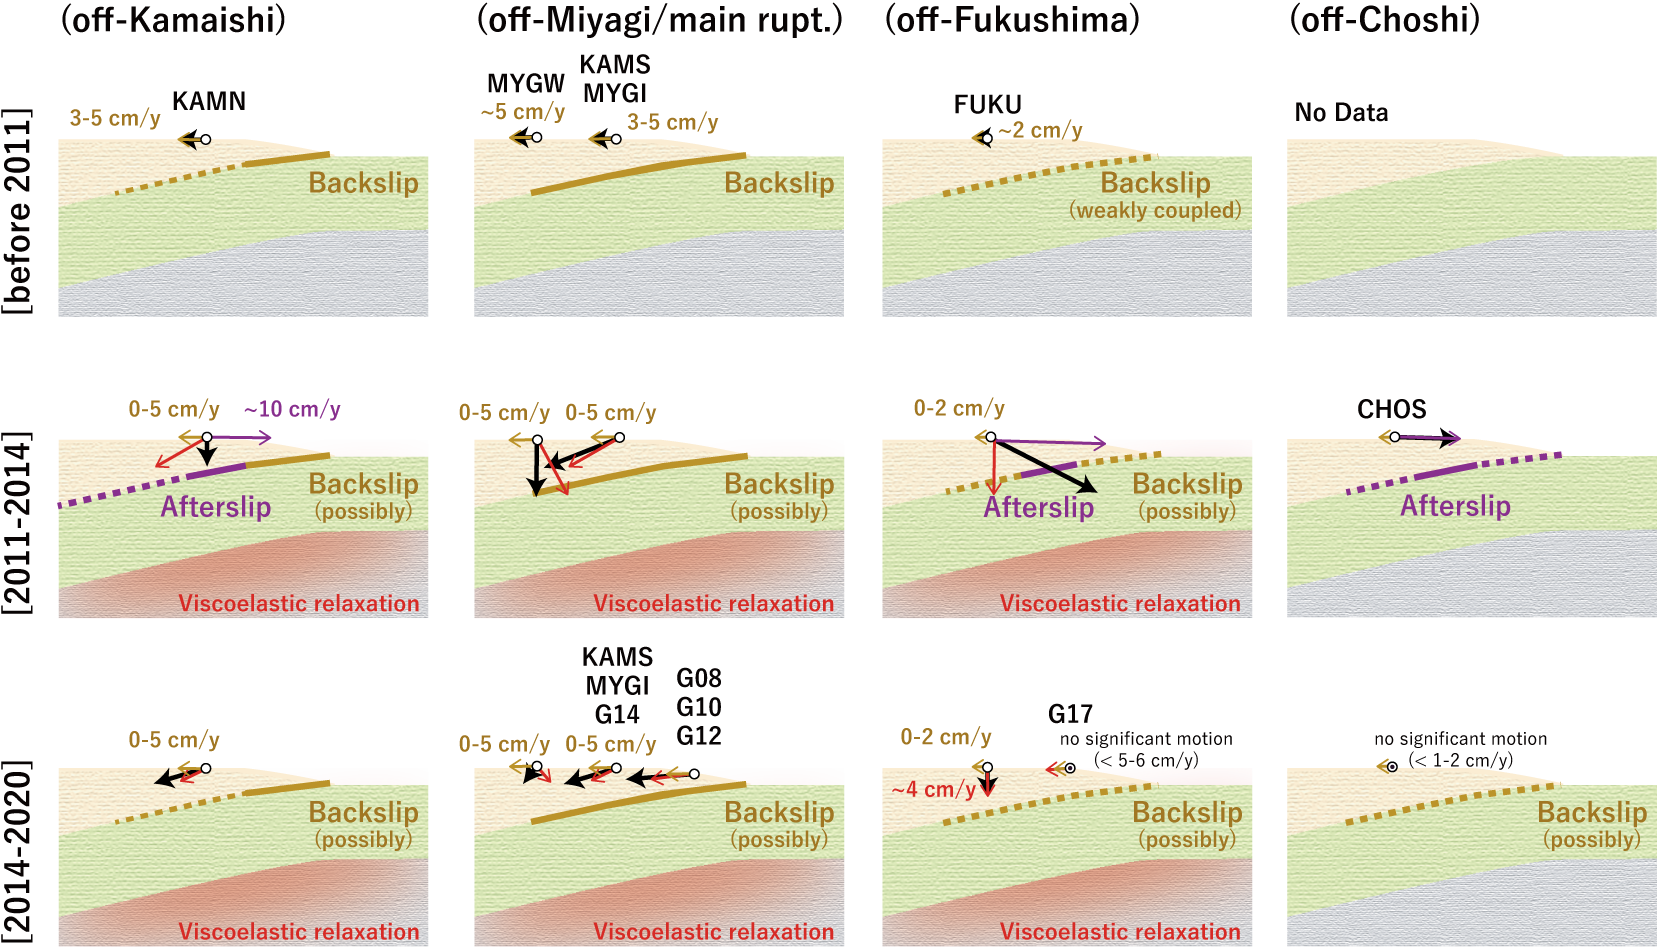 (off-Kamaishi)
(off-Miyagi/main rupt.)
(off-Fukushima)
(off-Choshi)
[before 2011]
KAMN
3-5 cm/y
Backslip
MYGW
~5 cm/y
KAMS
MYGI
3-5 cm/y
Backslip
FUKU
~2 cm/y
Backslip
(weakly coupled)
No Data
[2011-2014]
0-5 cm/y
~10 cm/y
Afterslip
Backslip
(possibly)
Viscoelastic relaxation
0-5 cm/y
0-5 cm/y
Backslip
(possibly)
Viscoelastic relaxation
0-2 cm/y
Afterslip
Backslip
(possibly)
Viscoelastic relaxation
CHOS
Afterslip
[2014-2020]
0-5 cm/y
Backslip
(possibly)
Viscoelastic relaxation
KAMS
MYGI
G14
G08
G10
G12
0-5 cm/y
0-5 cm/y
Backslip
(possibly)
Viscoelastic relaxation
0-2 cm/y
~4 cm/y
G17
no significant motion
(< 5-6 cm/y)
Backslip
(possibly)
Viscoelastic relaxation
no significant motion
(< 1-2 cm/y)
Backslip
(possibly)